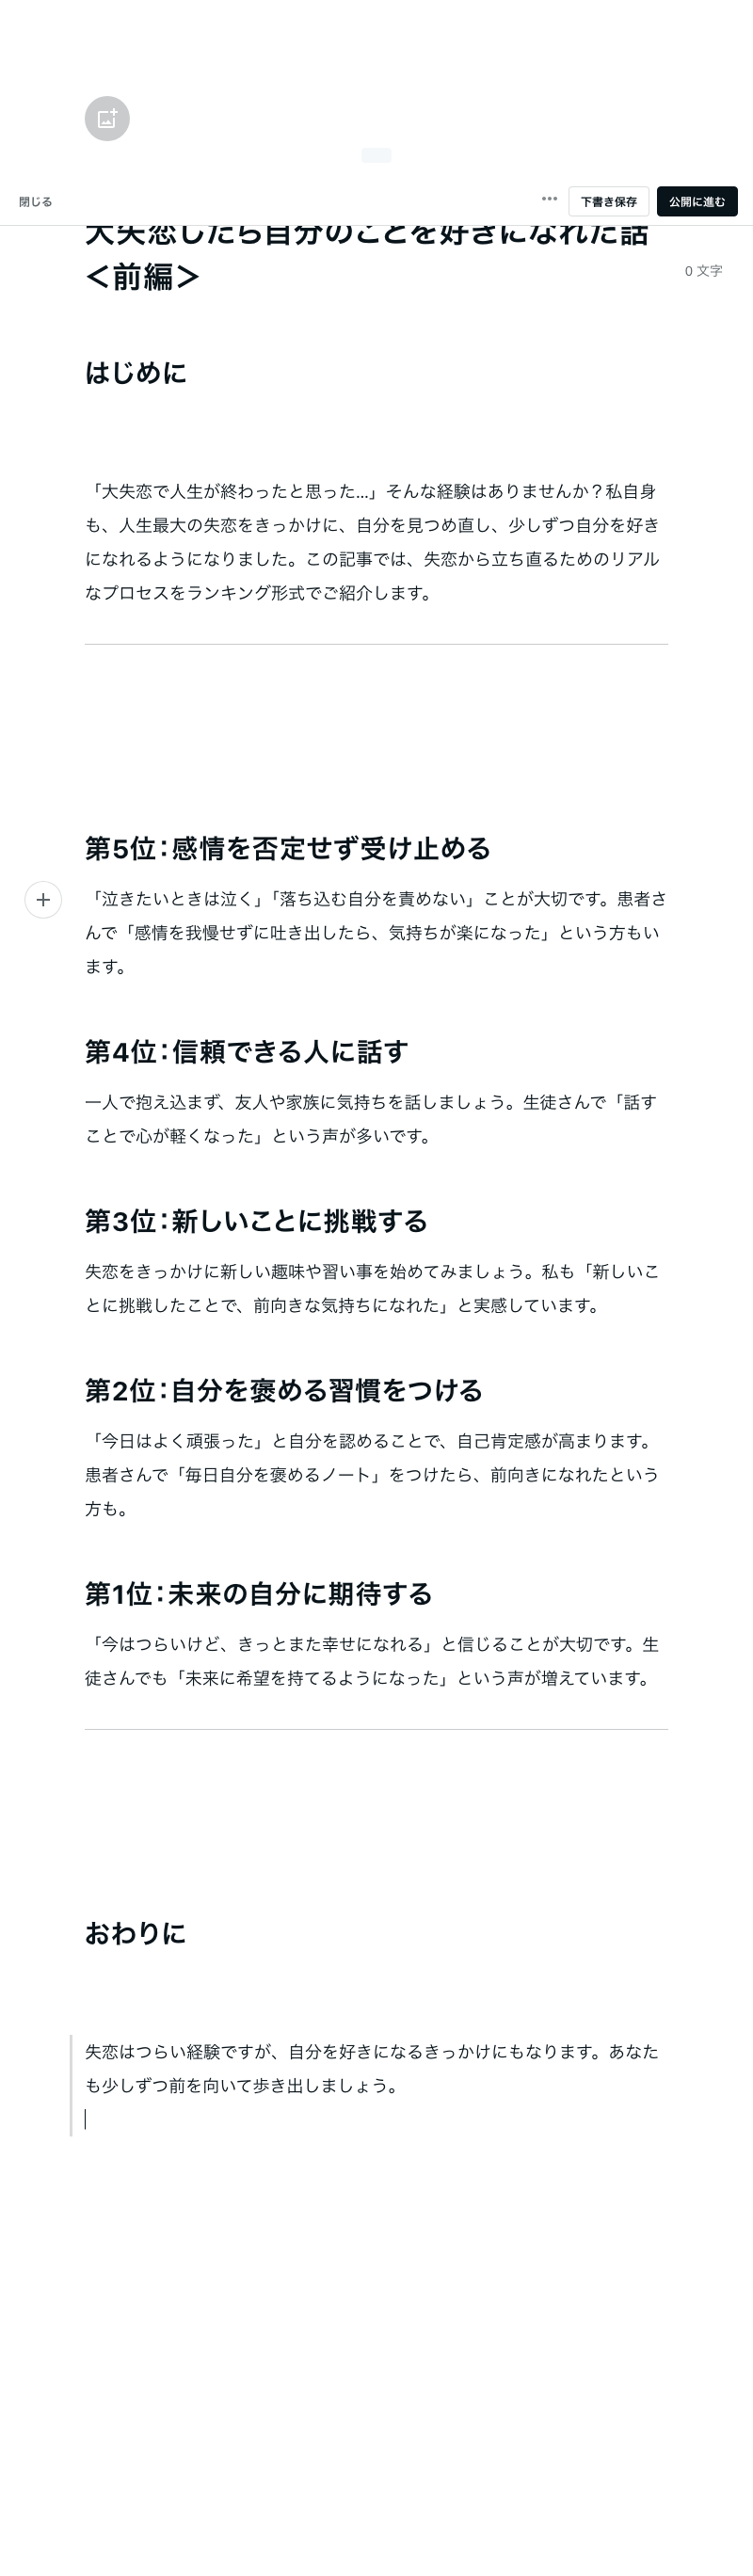 閉じる
下書き保存
公開に進む
大失恋したら自分のことを好きになれた話
＜前編＞
0 文字
はじめに
「大失恋で人生が終わったと思った...」そんな経験はありませんか？私自身
も、人生最大の失恋をきっかけに、自分を見つめ直し、少しずつ自分を好き
になれるようになりました。この記事では、失恋から立ち直るためのリアル
なプロセスをランキング形式でご紹介します。
第5位：感情を否定せず受け止める
「泣きたいときは泣く」「落ち込む自分を責めない」ことが大切です。患者さ
んで「感情を我慢せずに吐き出したら、気持ちが楽になった」という方もい
ます。
第4位：信頼できる人に話す
一人で抱え込まず、友人や家族に気持ちを話しましょう。生徒さんで「話す
ことで心が軽くなった」という声が多いです。
第3位：新しいことに挑戦する
失恋をきっかけに新しい趣味や習い事を始めてみましょう。私も「新しいこ
とに挑戦したことで、前向きな気持ちになれた」と実感しています。
第2位：自分を褒める習慣をつける
「今日はよく頑張った」と自分を認めることで、自己肯定感が高まります。
患者さんで「毎日自分を褒めるノート」をつけたら、前向きになれたという
方も。
第1位：未来の自分に期待する
「今はつらいけど、きっとまた幸せになれる」と信じることが大切です。生
徒さんでも「未来に希望を持てるようになった」という声が増えています。
おわりに
失恋はつらい経験ですが、自分を好きになるきっかけにもなります。あなた
も少しずつ前を向いて歩き出しましょう。